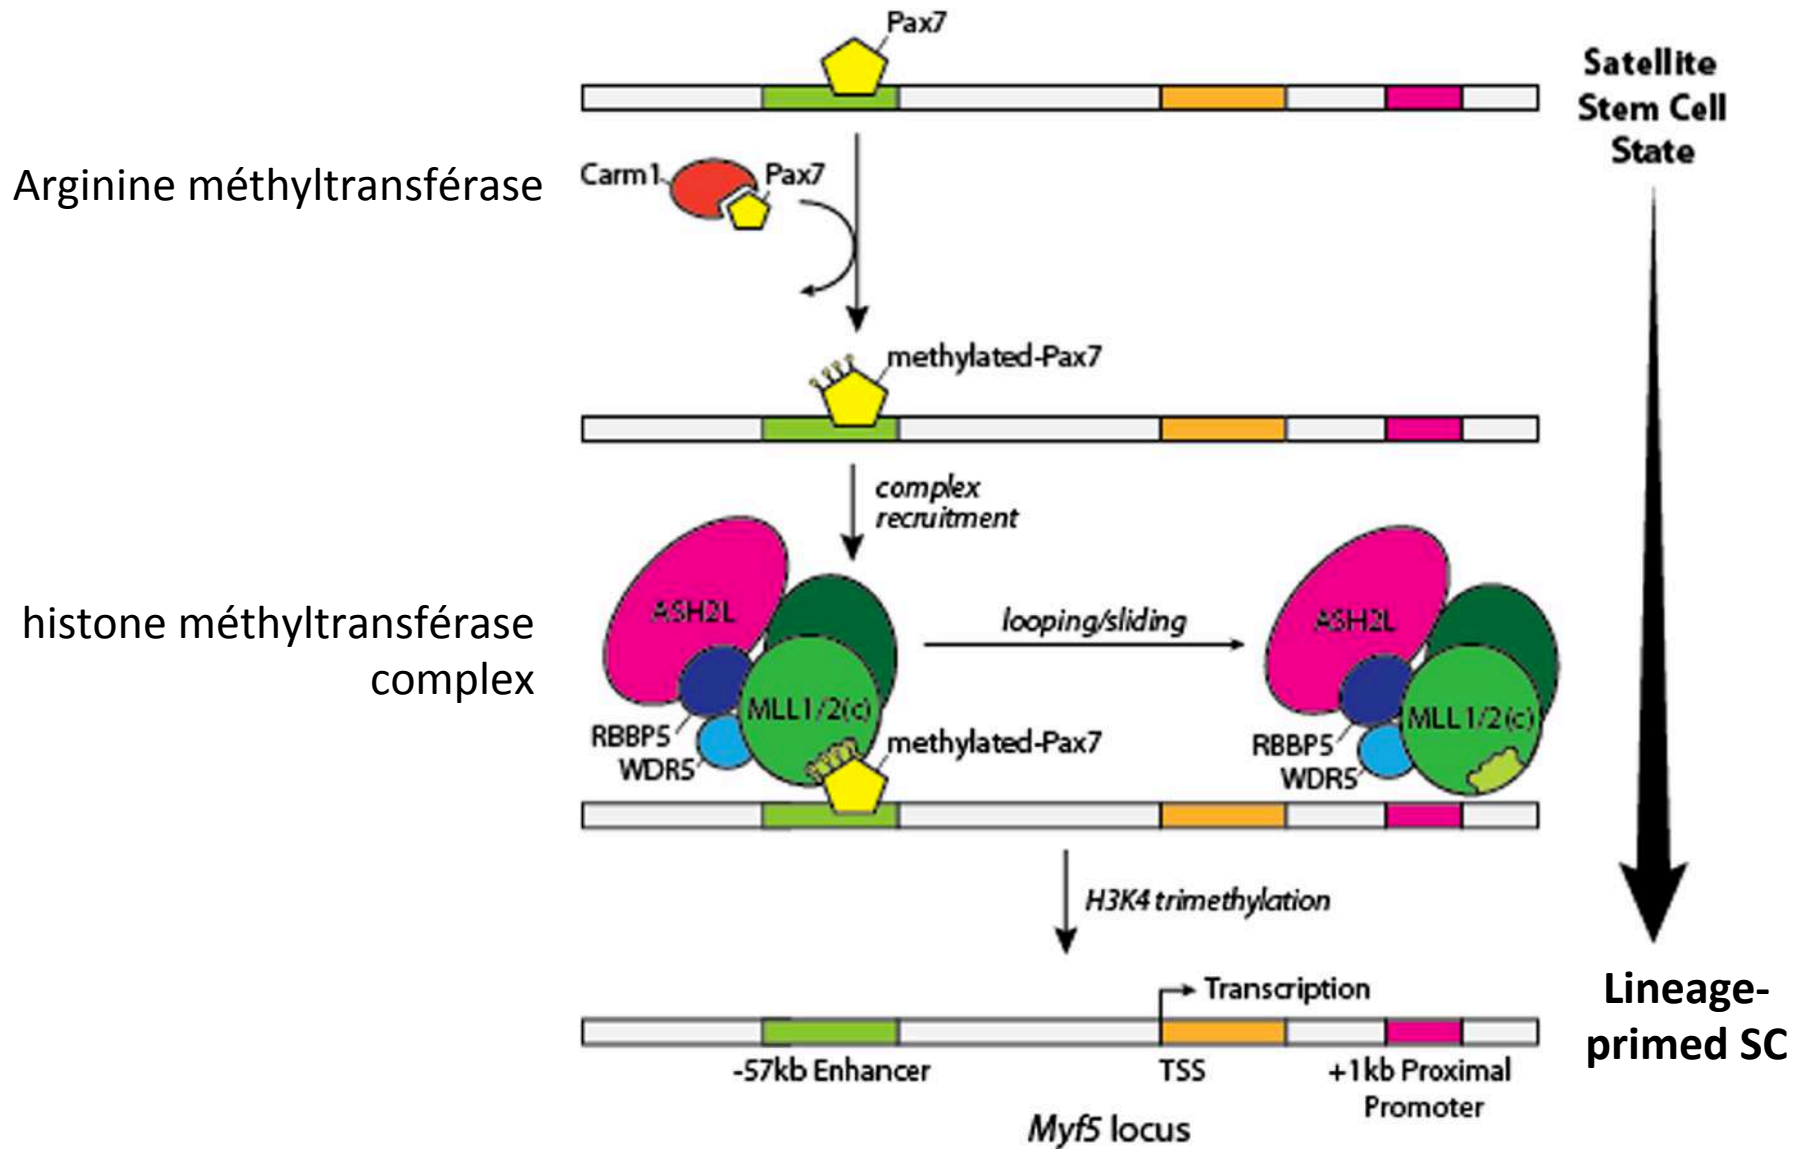 Pax7
Satellite
Stem Cell
State
Arginine méthyltransférase
Carm1
Pax7
methylated-Pax7
complex
recruitment
histone méthyltransférase
complex
ASH2L
MLL1/2(c)
RBBP5
WDR5
methylated-Pax7
looping/sliding
ASH2L
MLL1/2(c)
RBBP5
WDR5
H3K4 trimethylation
Transcription
Lineage-
primed SC
-57kb Enhancer
TSS
+1kb Proximal
Promoter
Myf5 locus